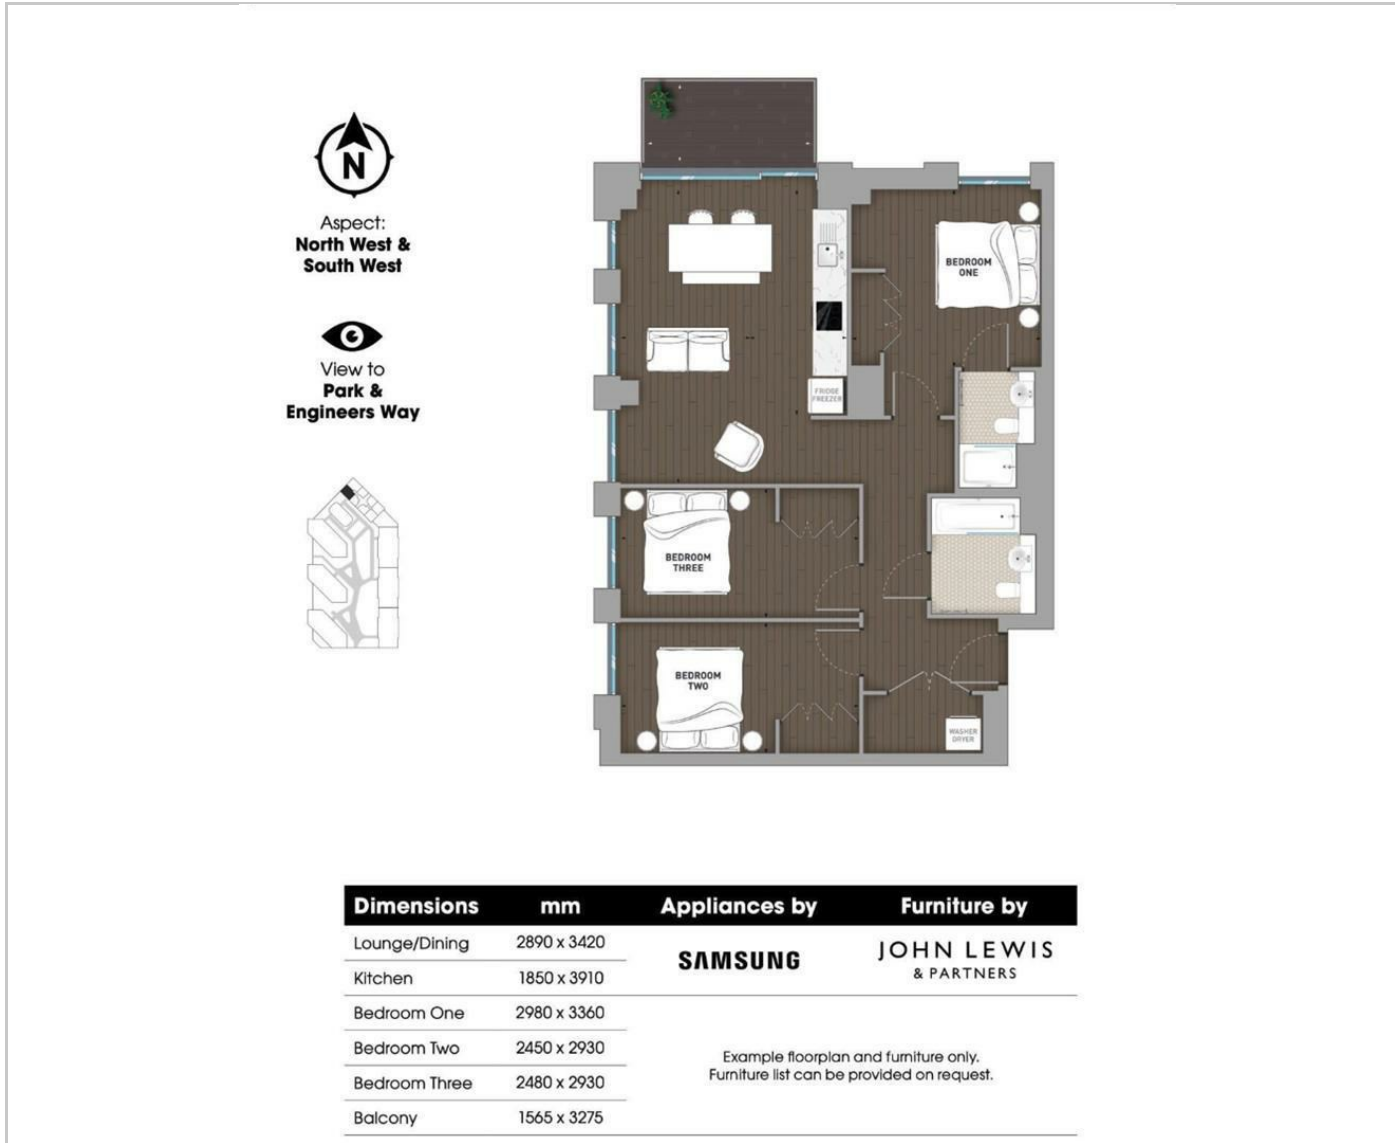 N
Aspect:
North West &
South West
View to
Park &
Engineers Way
BEDROOM
ONE
FRIDGE
FREEZER
BEDROOM
THREE
BEDROOM
TWO
WASHER
DRYER
Dimensions mm Appliances by Furniture by
Lounge/Dining 2890 x 3420
Kitchen 1850 x 3910
Bedroom One 2980 x 3360
Bedroom Two 2450 x 2930
Bedroom Three 2480 x 2930
Balcony 1565 x 3275
SAMSUNG
JOHN LEWIS
& PARTNERS
Example floorplan and furniture only.
Furniture list can be provided on request.